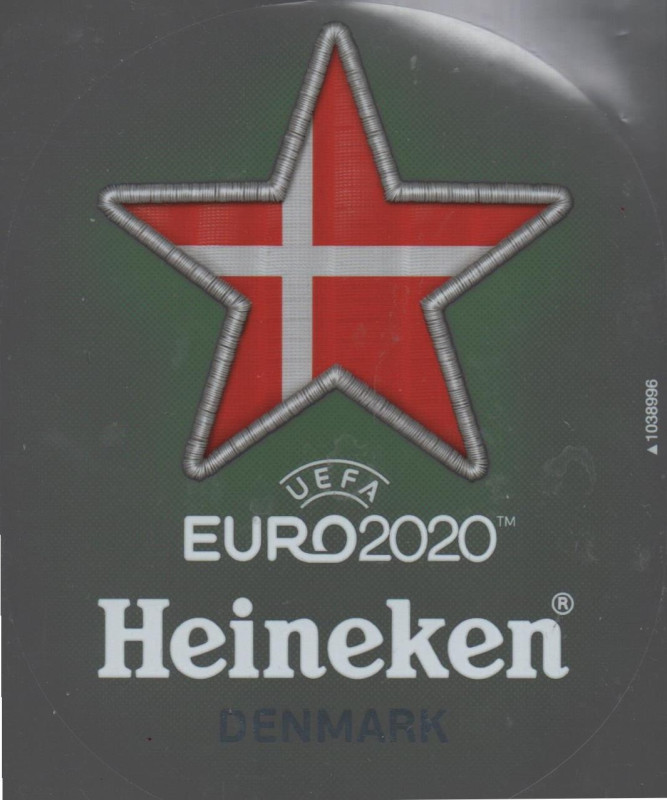 UEFA
EURO2020™
Heineken®
DENMARK
▲1038996